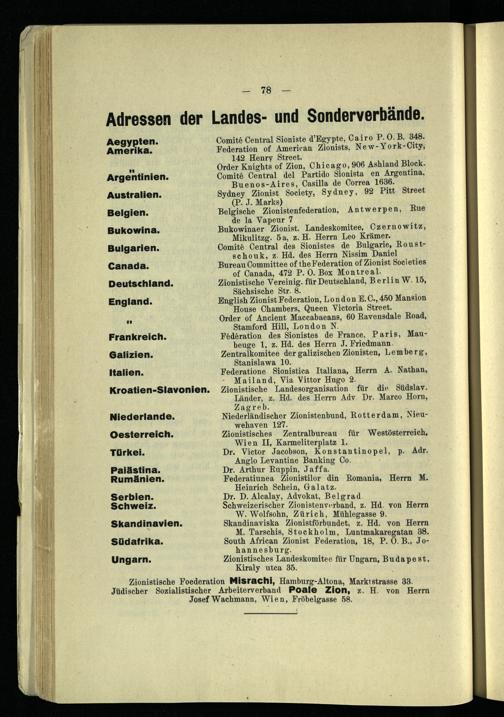 — 78 —
Adressen der Landes- und Sonderverbände.
Aegypten. Comité Central Sioniste d'Egypte, Cairo P. O. B. 348.
Amerika. Federation of American Zionists, New-York-City,
142 Henry Street.
„ Order Knights of Zion, Chicago, 906 Ashland Block.
Argentinien. Comité Central del Partido Sionista en Argentina,
Buenos-Aires, Casilla de Correa 1636.
Australien. Sydney Zionist Society, Sydney, 92 Pitt Street
(P. J. Marks)
Belgien. Belgische Zionistenfederation, Antwerpen, Rue
de la Vapeur 7
Bukowina. Bukowinaer Zionist. Landeskomitee, Czernowitz,
Mikulitzg. 5a, z. H. Herrn Leo Krämer.
Bulgarien. Comité Central des Sionistes de Bulgarie, Roust-
schouk, z. Hd. des Herrn Nissim Daniel
Canada. Bureau Committee of the Federation of Zionist Societies
of Canada, 472 P. O. Box Montreal.
Deutschland. Zionistische Vereinig. für Deutschland, Berlin W. 15,
Sächsische Str. 8.
England. English Zionist Federation, London E. C., 450 Mansion
House Chambers, Queen Victoria Street.
„ Order of Ancient Maccabaeans, 60 Ravensdale Road,
Stamford Hill, London N.
Frankreich. Fédération des Sionistes de France, Paris, Mau-
beuge 1, z. Hd. des Herrn J. Friedmann
Galizien. Zentralkomitee der galizischen Zionisten, Lemberg,
Stanislawa 10.
Italien. Federatione Sionistica Italiana, Herrn A. Nathan,
Mailand, Via Vittor Hugo 2.
Kroatien-Slavonien. Zionistische Landesorganisation für die Südslav.
Länder, z. Hd. des Herrn Adv Dr. Marco Horn,
Zagreb.
Niederlande. Niederländischer Zionistenbund, Rotterdam, Nieu-
wehaven 127.
Oesterreich. Zionistisches Zentralbureau für Westösterreich,
Wien II, Karmeliterplatz 1.
Türkei. Dr. Victor Jacobson, Konstantinopel, p. Adr.
Anglo Levantine Banking Co.
Palästina. Dr. Arthur Ruppin, Jaffa.
Rumänien. Federatiunea Zionistilor din Romania, Herrn M.
Heinrich Schein, Galatz.
Serbien. Dr. D. Alcalay, Advokat, Belgrad
Schweiz. Schweizerischer Zionistenverband, z. Hd. von Herrn
W. Wolfsohn, Zürich, Mühlegasse 9.
Skandinavien. Skandinaviska Zionistförbundet, z. Hd. von Herrn
M. Tarschis, Stockholm, Luntmakaregatan 38.
Südafrika. South African Zionist Federation, 18, P. O. B., Jo-
hannesburg.
Ungarn. Zionistisches Landeskomitee für Ungarn, Budapest,
Kiraly utca 35.
Zionistische Foederation Misrachi, Hamburg-Altona, Marktstrasse 33.
Jüdischer Sozialistischer Arbeiterverband Poale Zion, z. H. von Herrn
Josef Wachmann, Wien, Fröbelgasse 58.